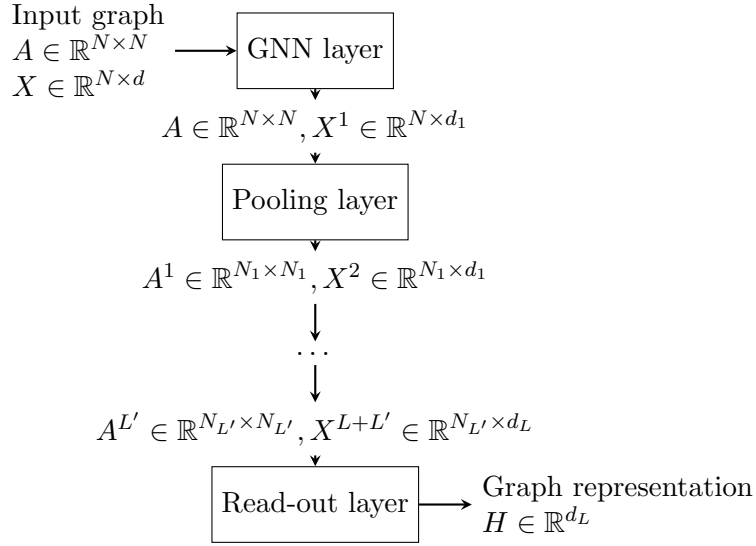 Input graph
A ∈ ℝ^{N×N}
X ∈ ℝ^{N×d}
GNN layer
A ∈ ℝ^{N×N}, X^1 ∈ ℝ^{N×d_1}
Pooling layer
A^1 ∈ ℝ^{N_1×N_1}, X^2 ∈ ℝ^{N_1×d_1}
...
A^{L'} ∈ ℝ^{N_{L'}×N_{L'}}, X^{L+L'} ∈ ℝ^{N_{L'}×d_L}
Read-out layer
Graph representation
H ∈ ℝ^{d_L}